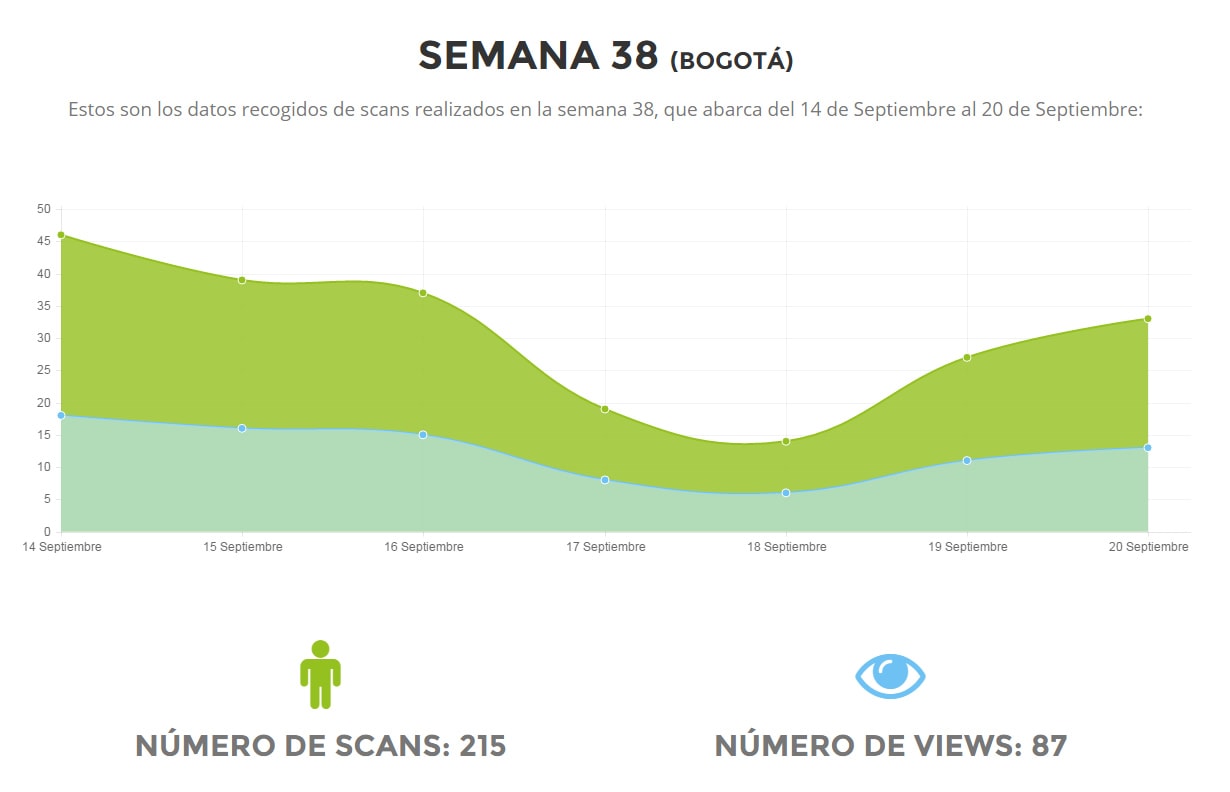 SEMANA 38 (BOGOTÁ)
Estos son los datos recogidos de scans realizados en la semana 38, que abarca del 14 de Septiembre al 20 de Septiembre:
50
45
40
35
30
25
20
15
10
5
0
14 Septiembre 15 Septiembre 16 Septiembre 17 Septiembre 18 Septiembre 19 Septiembre 20 Septiembre
NÚMERO DE SCANS: 215 NÚMERO DE VIEWS: 87